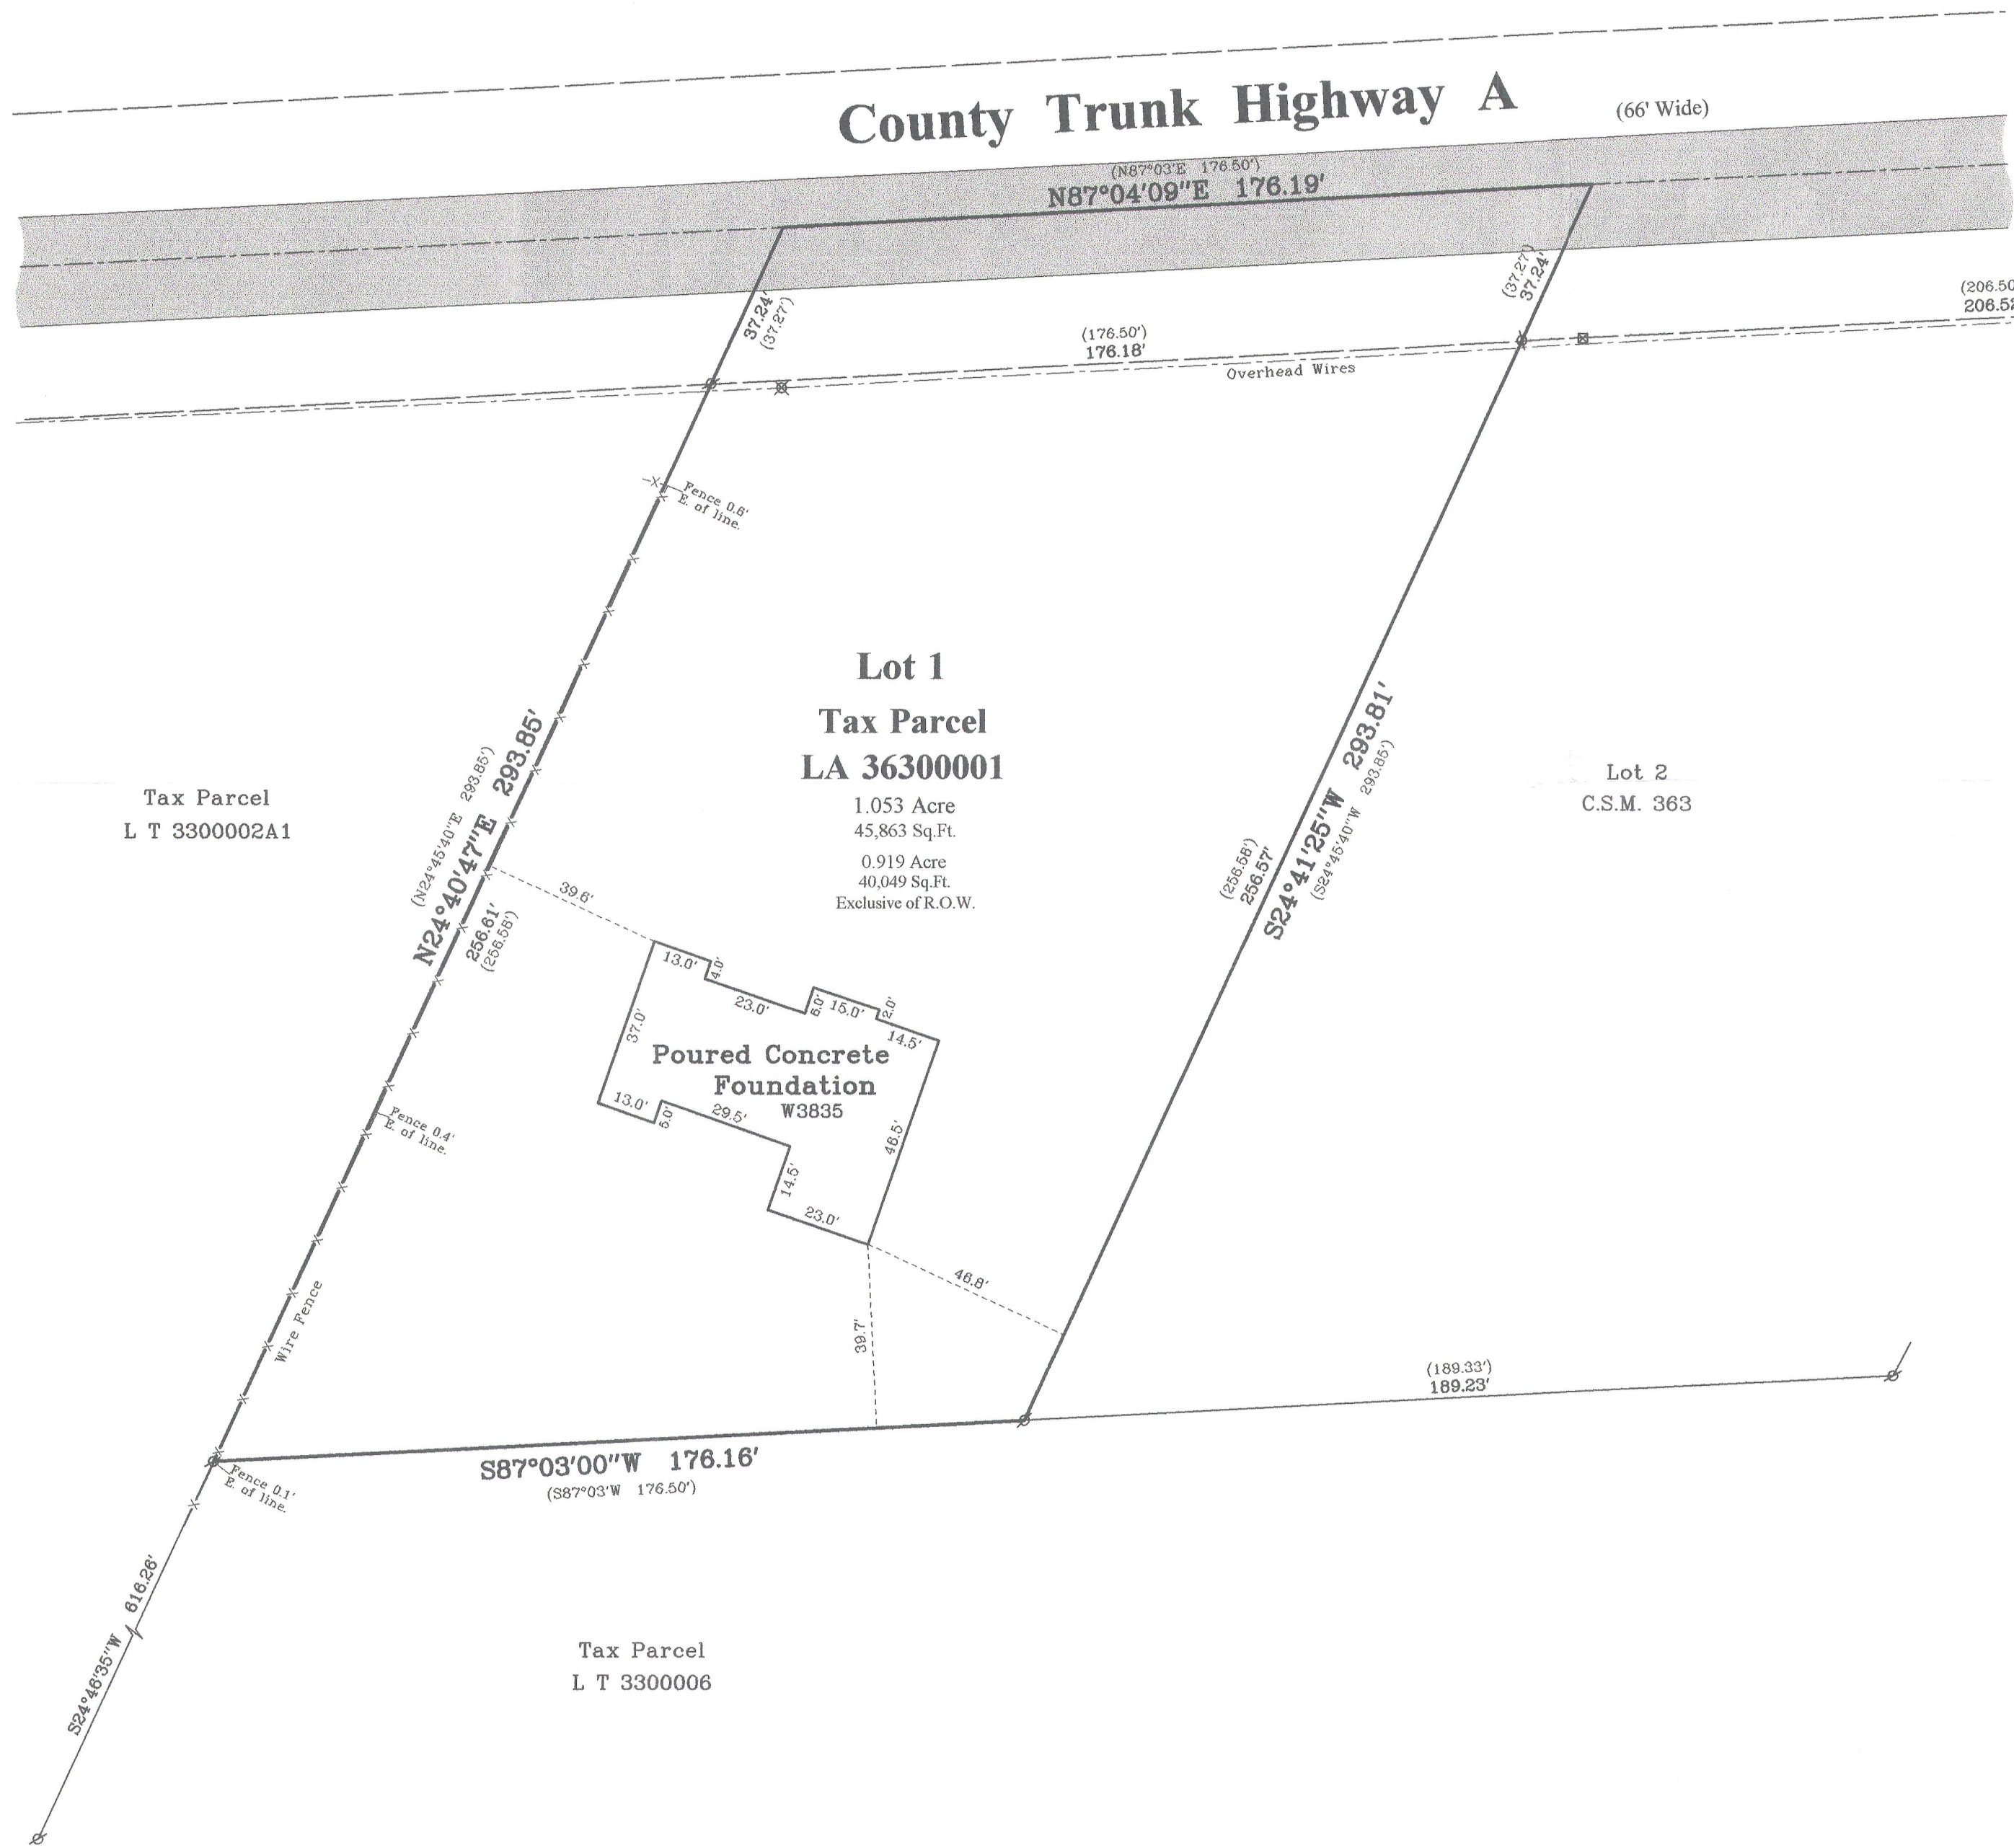 County Trunk Highway A
(66' Wide)
(N87°03'E 176.50')
N87°04'09"E 176.19'
37.24'
(37.27')
(37.27')
37.24'
(206.50
(176.50')
176.18'
Overhead Wires
Fence 0.6'
E. of line.
Lot 1
Tax Parcel
LA 36300001
1.053 Acre
45,863 Sq.Ft.
0.919 Acre
40,049 Sq.Ft.
Exclusive of R.O.W.
Tax Parcel
L T 3300002A1
(N24°45'40"E 293.85')
N24°40'47"E 293.85'
256.61'
(256.58')
(256.58')
256.57'
S24°41'25"W 293.81'
(S24°45'40"W 293.85')
Lot 2
C.S.M. 363
39.6'
13.0'
4.0'
23.0'
6.0'
15.0'
2.0'
14.5'
37.0'
Poured Concrete
Foundation
W3835
13.0'
29.5'
14.5'
23.0'
46.5'
Fence 0.4'
E. of line.
46.8'
39.7'
Wire Fence
(189.33')
189.23'
S87°03'00"W 176.16'
(S87°03'W 176.50')
Fence 0.1'
E. of line.
S24°46'35"W 616.26'
Tax Parcel
L T 3300006